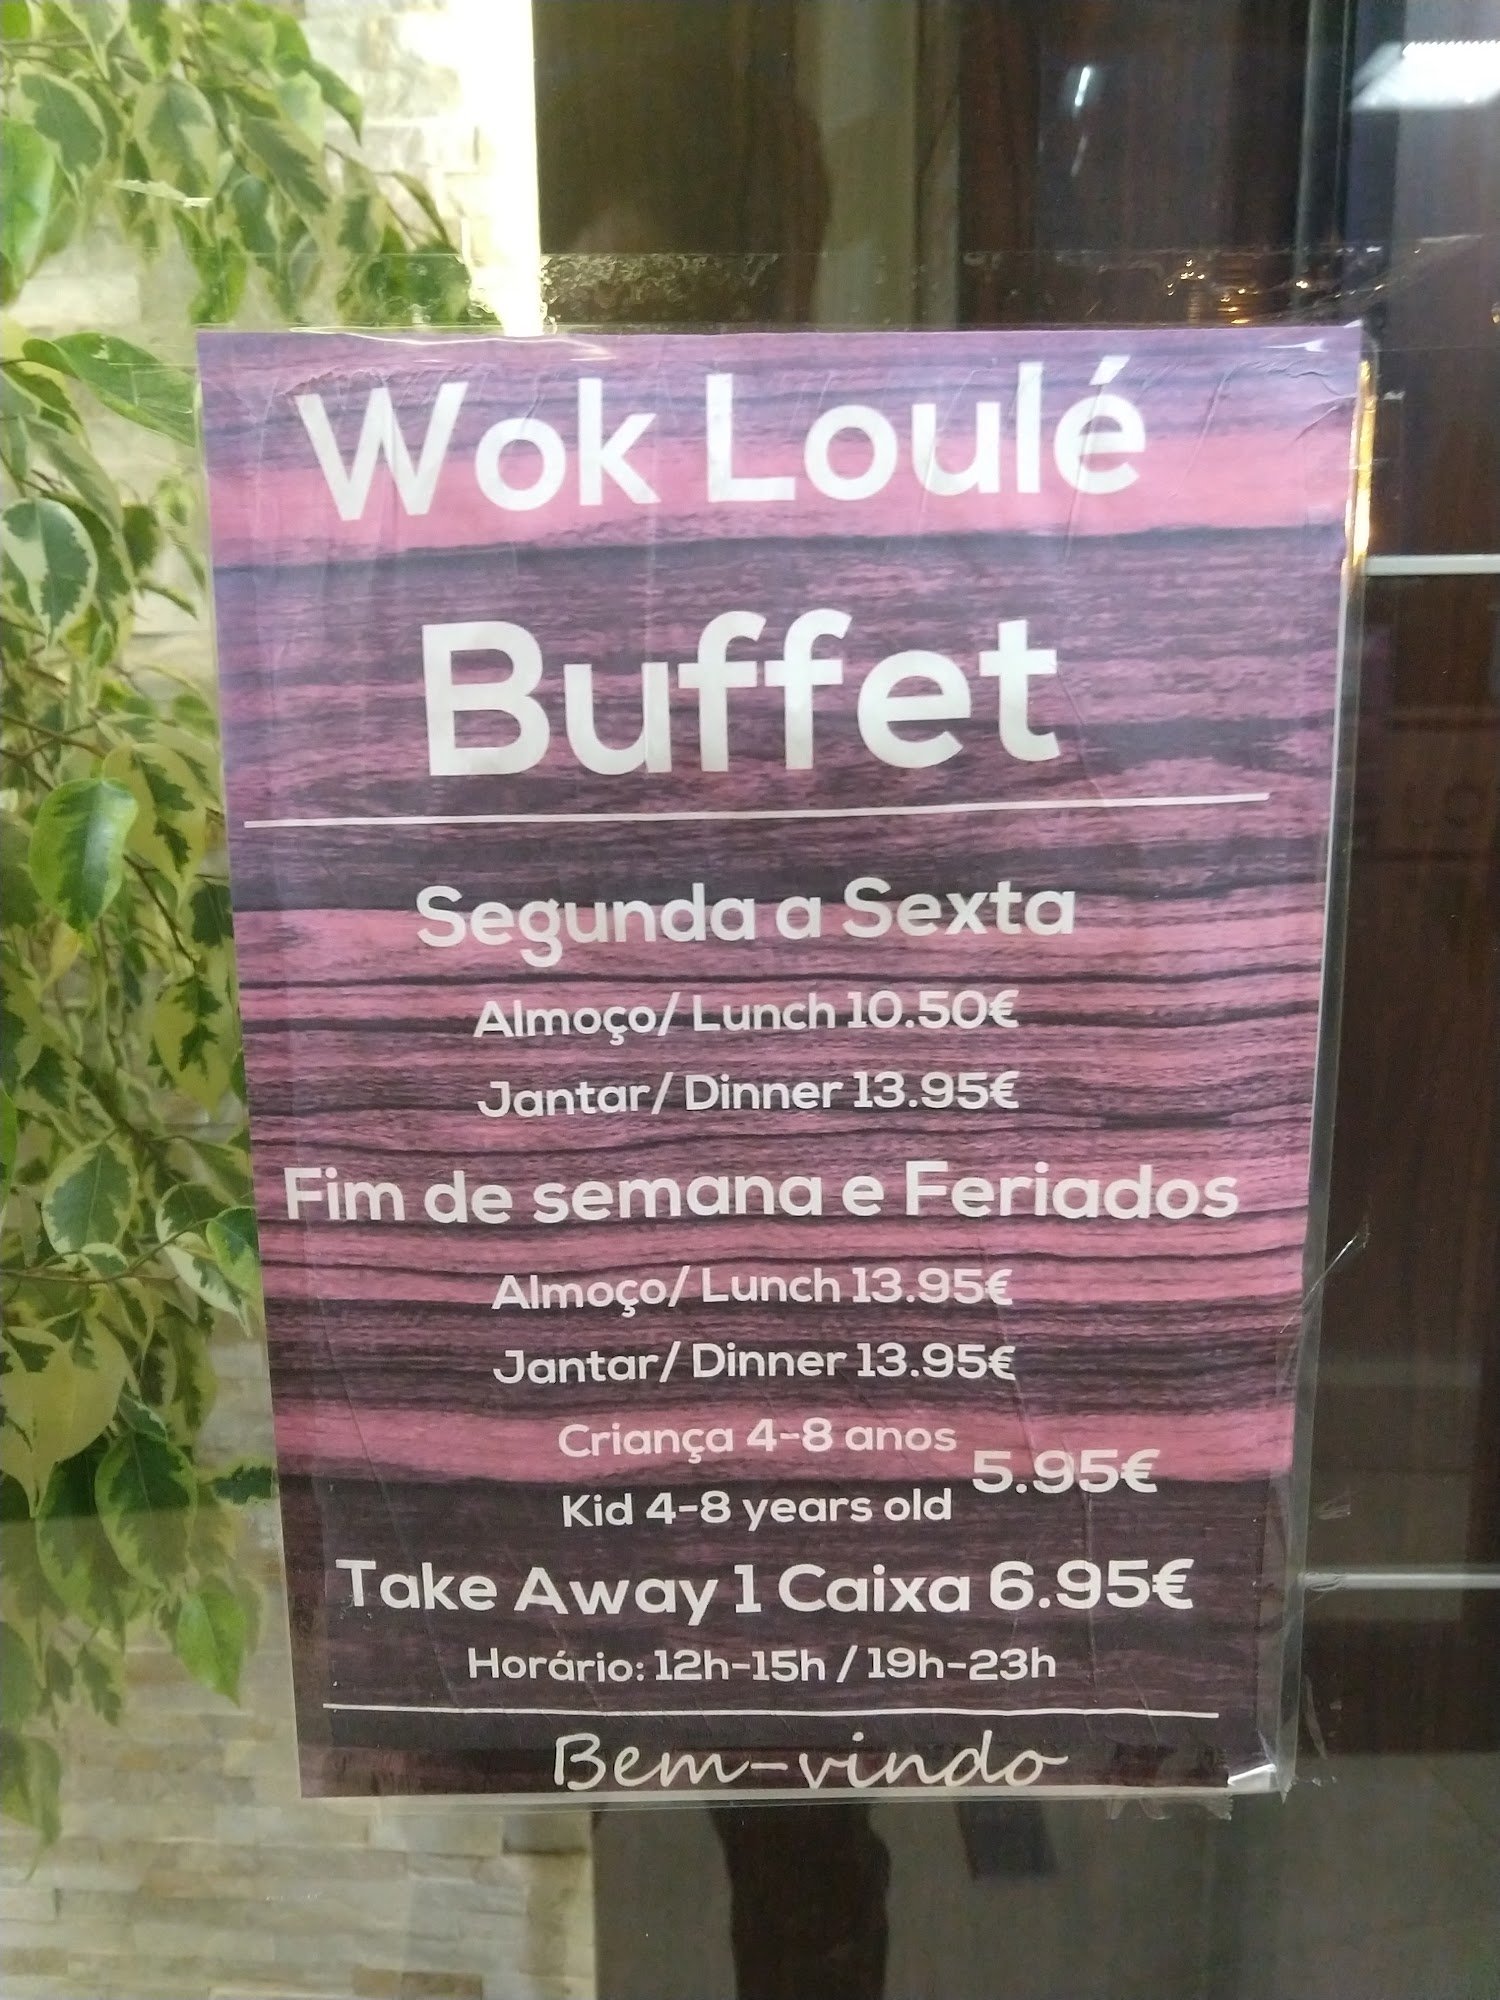 Wok Loulé
Buffet
Segunda a Sexta
Almoço/ Lunch 10.50€
Jantar/ Dinner 13.95€
Fim de semana e Feriados
Almoço/ Lunch 13.95€
Jantar/ Dinner 13.95€
Criança 4-8 anos
5.95€
Kid 4-8 years old
Take Away 1 Caixa 6.95€
Horário: 12h-15h / 19h-23h
Bem-vindo